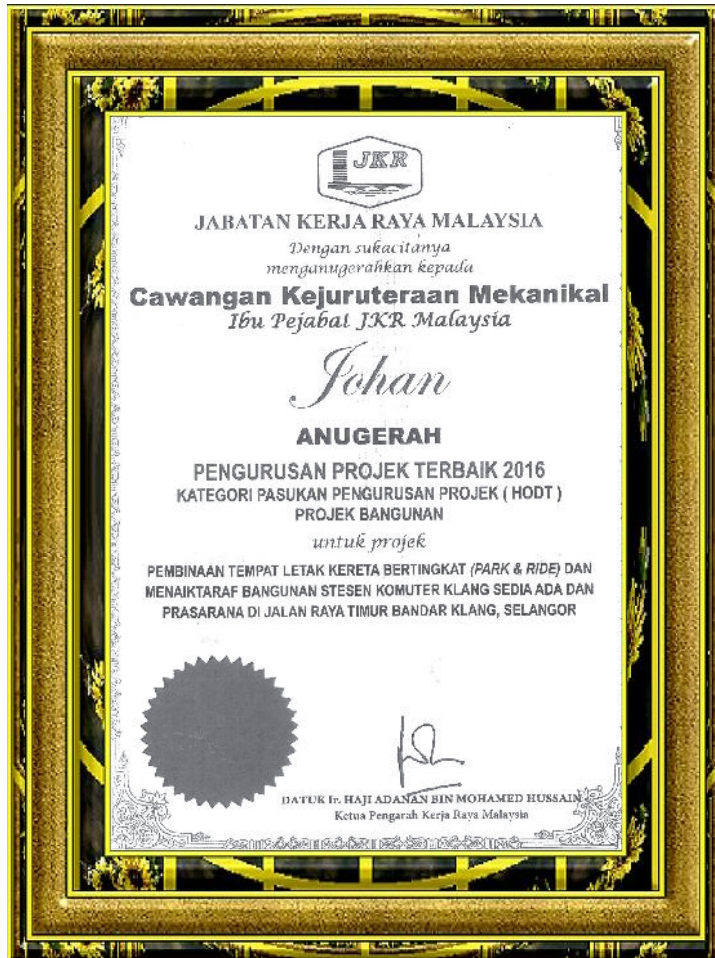 JKR
JABATAN KERJA RAYA MALAYSIA
Dengan sukacitanya
menganugerahkan kepada
Cawangan Kejuruteraan Mekanikal
Ibu Pejabat JKR Malaysia
Johan
ANUGERAH
PENGURUSAN PROJEK TERBAIK 2016
KATEGORI PASUKAN PENGURUSAN PROJEK ( HODT )
PROJEK BANGUNAN
untuk projek
PEMBINAAN TEMPAT LETAK KERETA BERTINGKAT (PARK & RIDE) DAN
MENAIKTARAF BANGUNAN STESEN KOMUTER KLANG SEDIA ADA DAN
PRASARANA DI JALAN RAYA TIMUR BANDAR KLANG, SELANGOR
DATUK Ir. HAJI ADANAN BIN MOHAMED HUSSAIN
Ketua Pengarah Kerja Raya Malaysia